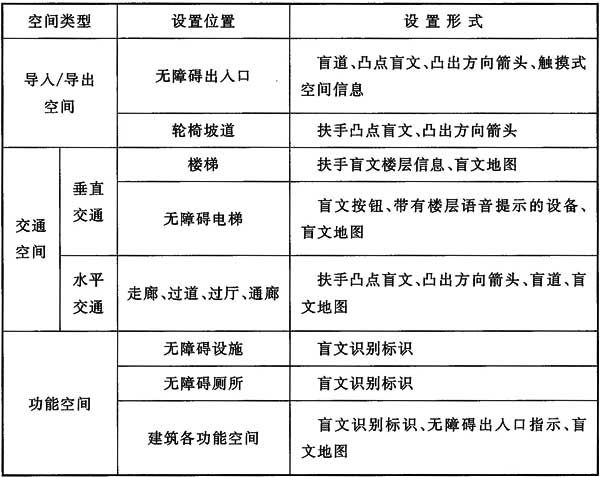 空间类型 设置位置 设置形式
导入/导出
空间
无障碍出入口
盲道、凸点盲文、凸出方向箭头、触摸式
空间信息
轮椅坡道 扶手凸点盲文、凸出方向箭头
交通
空间
垂直
交通
楼梯 扶手盲文楼层信息、盲文地图
无障碍电梯
盲文按钮、带有楼层语音提示的设备、
盲文地图
水平
交通
走廊、过道、过厅、通廊
扶手凸点盲文、凸出方向箭头、盲道、盲
文地图
功能空间
无障碍设施 盲文识别标识
无障碍厕所 盲文识别标识
建筑各功能空间
盲文识别标识、无障碍出入口指示、盲
文地图